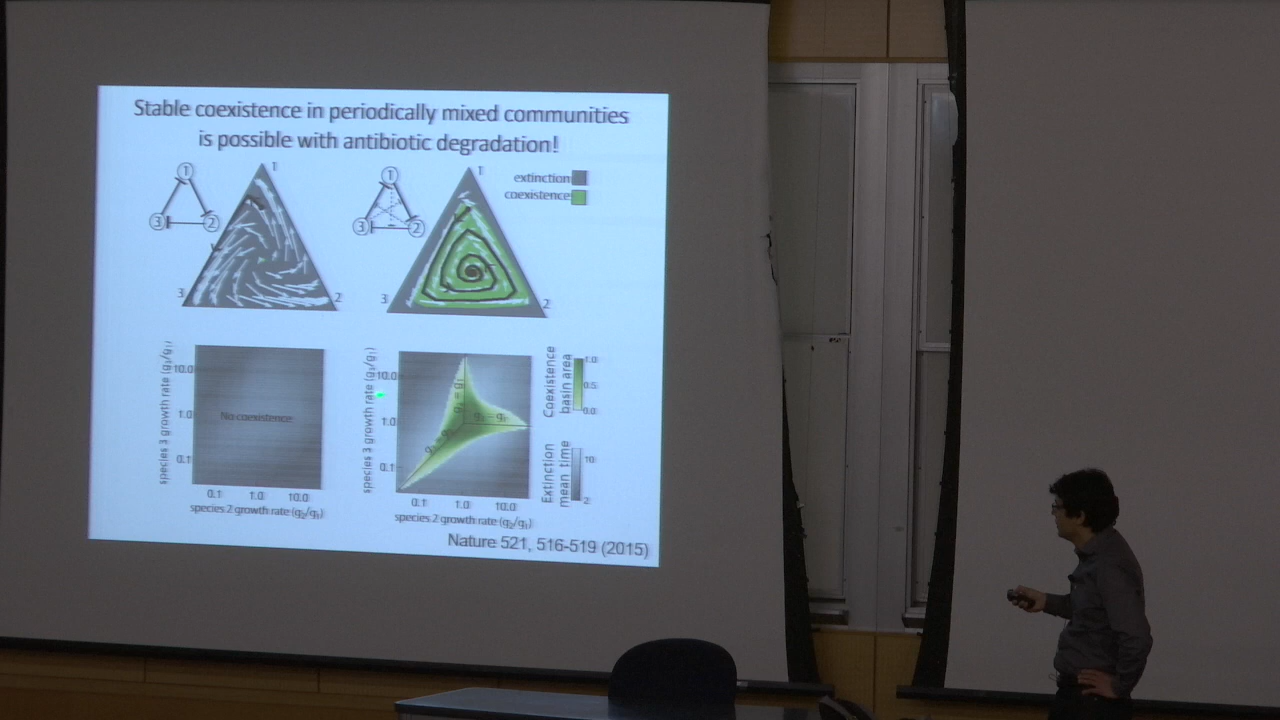 Stable coexistence in periodically mixed communities
is possible with antibiotic degradation!
1
3 2
1
3 2
1
3 2
1
3 2
extinction
coexistence
species 3 growth rate (g₃/g₁)
10.0
1.0
0.1
No coexistence
0.1 1.0 10.0
species 2 growth rate (g₂/g₁)
species 3 growth rate (g₃/g₁)
10.0
1.0
0.1
0.1 1.0 10.0
species 2 growth rate (g₂/g₁)
Coexistence
basin area
1.0
0.5
0.0
Extinction
mean time
10
2
Nature 521, 516-519 (2015)